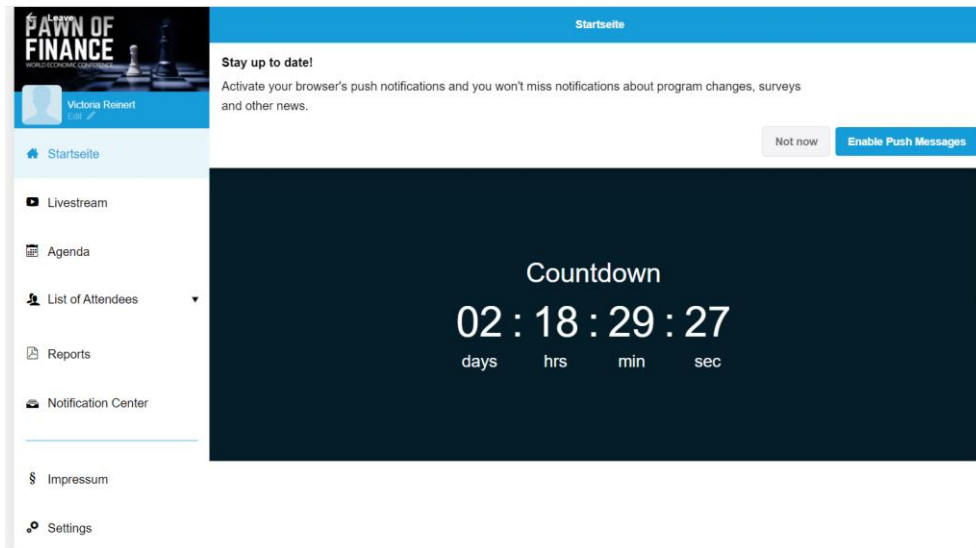 Leave
PAWN OF
FINANCE
WORLD ECONOMIC CONFERENCE
Victoria Reinert
Edit
Startseite
Livestream
Agenda
List of Attendees
Reports
Notification Center
§ Impressum
Settings
Startseite
Stay up to date!
Activate your browser's push notifications and you won't miss notifications about program changes, surveys
and other news.
Not now
Enable Push Messages
Countdown
02 : 18 : 29 : 27
days hrs min sec